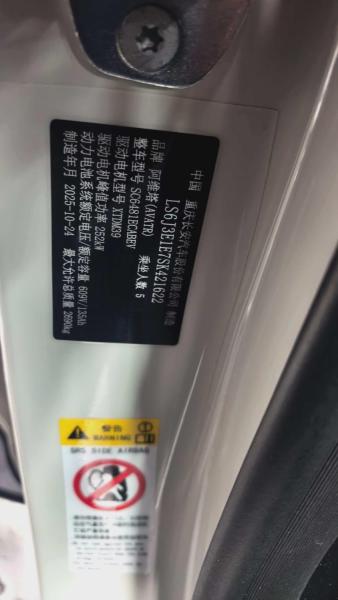 中国 重庆长安汽车股份有限公司 制造
LS6J3E1E7SK421622
品牌 阿维塔(AVATR)
整车型号 SC6481ECABEV 乘坐人数 5
驱动电机型号 XTDM39
驱动电机峰值功率 252kW
动力电池系统额定电压/额定容量 609V/135Ah
制造年月 2025-10-24 最大允许总质量 2690kg
警告
WARNING
SRS SIDE AIRBAG